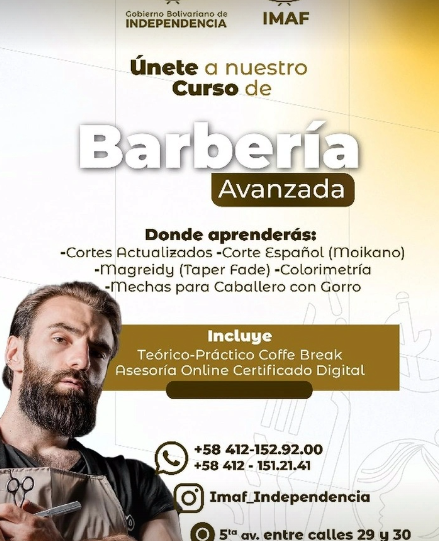 Gobierno Bolivariano de
INDEPENDENCIA
IMAF
Únete a nuestro
Curso de
Barbería
Avanzada
Donde aprenderás:
-Cortes Actualizados -Corte Español (Moikano)
-Magreidy (Taper Fade) -Colorimetría
-Mechas para Caballero con Gorro
Incluye
Teórico-Práctico Coffe Break
Asesoría Online Certificado Digital
+58 412-152.92.00
+58 412 - 151.21.41
Imaf_Independencia
5ta av. entre calles 29 y 30